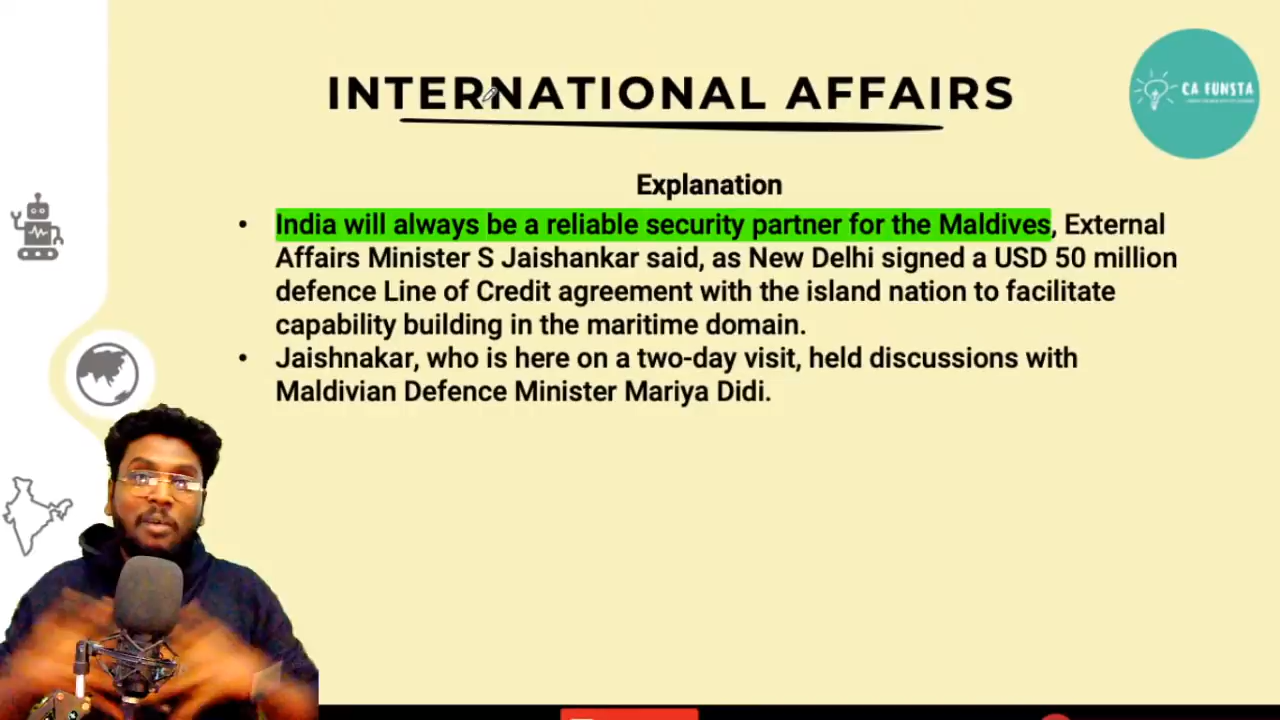 INTERNATIONAL AFFAIRS
CA FUNSTA
Explanation
• India will always be a reliable security partner for the Maldives, External
Affairs Minister S Jaishankar said, as New Delhi signed a USD 50 million
defence Line of Credit agreement with the island nation to facilitate
capability building in the maritime domain.
• Jaishnakar, who is here on a two-day visit, held discussions with
Maldivian Defence Minister Mariya Didi.